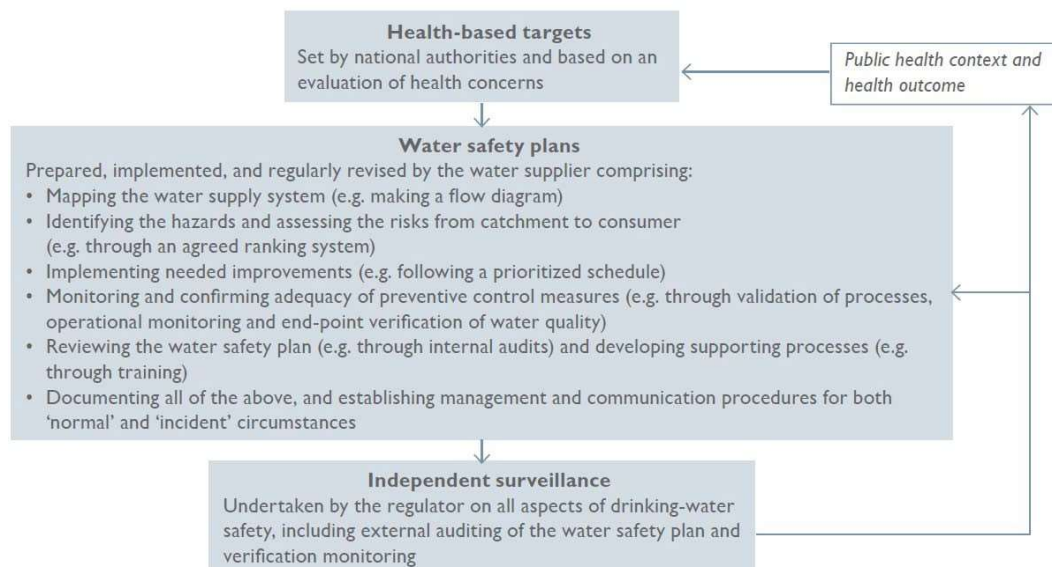 Health-based targets
Set by national authorities and based on an
evaluation of health concerns
Public health context and
health outcome
Water safety plans
Prepared, implemented, and regularly revised by the water supplier comprising:
• Mapping the water supply system (e.g. making a flow diagram)
• Identifying the hazards and assessing the risks from catchment to consumer
(e.g. through an agreed ranking system)
• Implementing needed improvements (e.g. following a prioritized schedule)
• Monitoring and confirming adequacy of preventive control measures (e.g. through validation of processes,
operational monitoring and end-point verification of water quality)
• Reviewing the water safety plan (e.g. through internal audits) and developing supporting processes (e.g.
through training)
• Documenting all of the above, and establishing management and communication procedures for both
‘normal’ and ‘incident’ circumstances
Independent surveillance
Undertaken by the regulator on all aspects of drinking-water
safety, including external auditing of the water safety plan and
verification monitoring